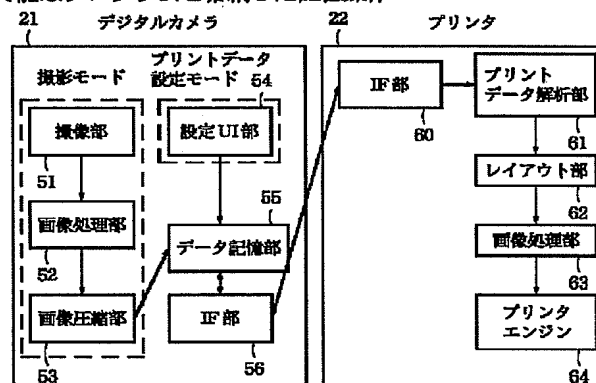 21
デジタルカメラ
撮影モード
撮像部
51
画像処理部
52
画像圧縮部
53
プリントデータ
設定モード
54
設定UI部
55
データ記憶部
IF部
56
22
プリンタ
IF部
60
プリント
データ解析部
61
レイアウト部
62
画像処理部
63
プリンタ
エンジン
64